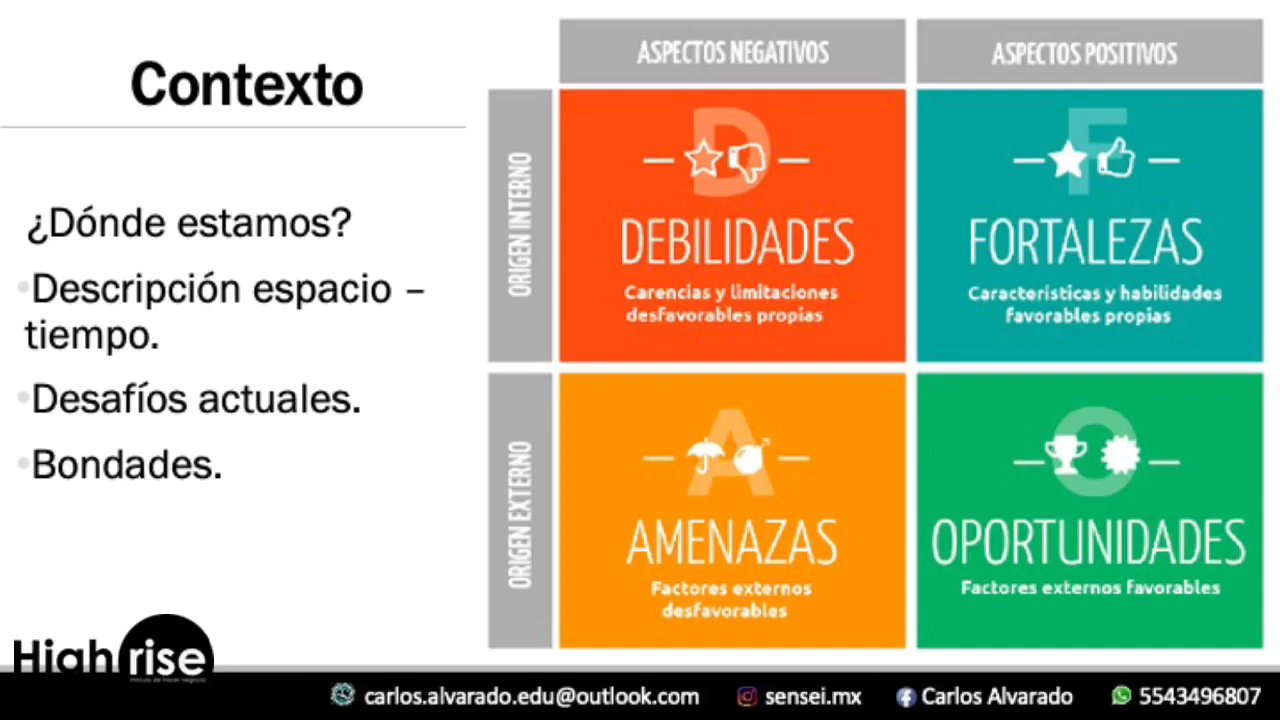 Contexto
¿Dónde estamos?
•Descripción espacio –
tiempo.
•Desafíos actuales.
•Bondades.
ASPECTOS NEGATIVOS
ASPECTOS POSITIVOS
ORIGEN INTERNO
D
DEBILIDADES
Carencias y limitaciones
desfavorables propias
F
FORTALEZAS
Características y habilidades
favorables propias
ORIGEN EXTERNO
A
AMENAZAS
Factores externos
desfavorables
O
OPORTUNIDADES
Factores externos favorables
High rise
carlos.alvarado.edu@outlook.com
sensei.mx
Carlos Alvarado
5543496807